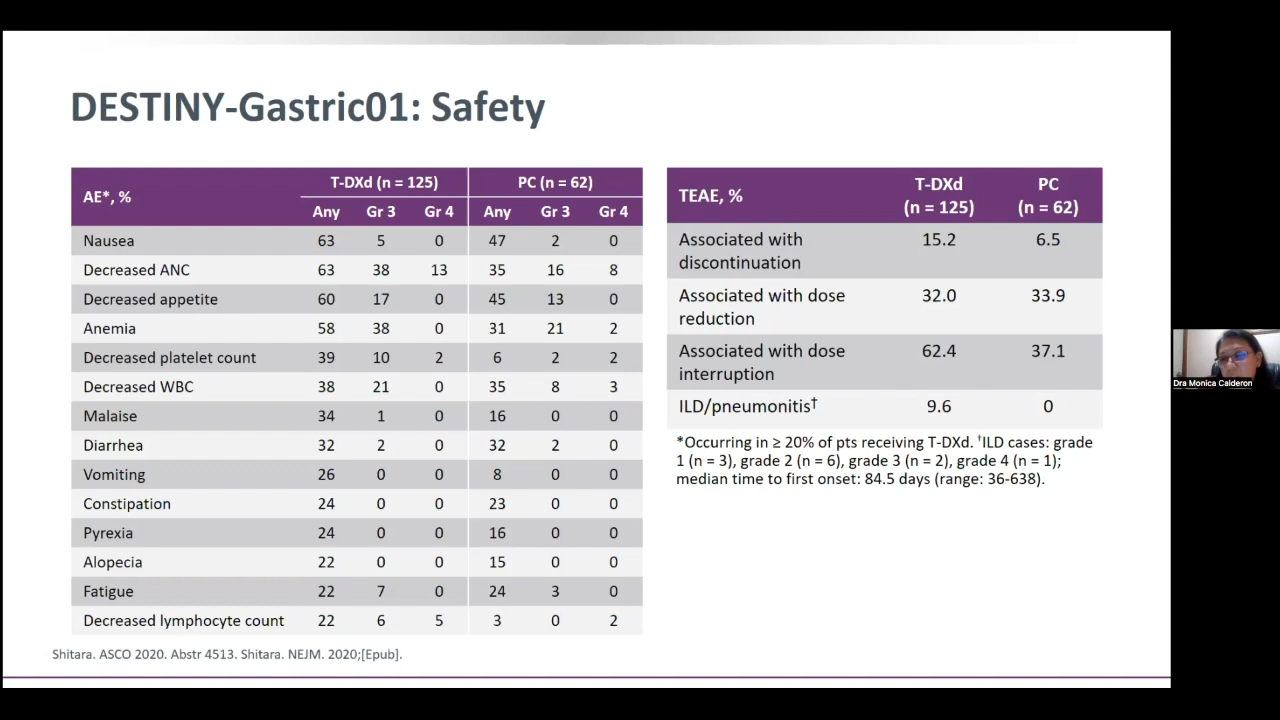 DESTINY-Gastric01: Safety
AE*, % T-DXd (n = 125) PC (n = 62)
Any Gr 3 Gr 4 Any Gr 3 Gr 4
Nausea 63 5 0 47 2 0
Decreased ANC 63 38 13 35 16 8
Decreased appetite 60 17 0 45 13 0
Anemia 58 38 0 31 21 2
Decreased platelet count 39 10 2 6 2 2
Decreased WBC 38 21 0 35 8 3
Malaise 34 1 0 16 0 0
Diarrhea 32 2 0 32 2 0
Vomiting 26 0 0 8 0 0
Constipation 24 0 0 23 0 0
Pyrexia 24 0 0 16 0 0
Alopecia 22 0 0 15 0 0
Fatigue 22 7 0 24 3 0
Decreased lymphocyte count 22 6 5 3 0 2
TEAE, % T-DXd PC
(n = 125) (n = 62)
Associated with 15.2 6.5
discontinuation
Associated with dose 32.0 33.9
reduction
Associated with dose 62.4 37.1
interruption
ILD/pneumonitis† 9.6 0
*Occurring in ≥ 20% of pts receiving T-DXd. †ILD cases: grade
1 (n = 3), grade 2 (n = 6), grade 3 (n = 2), grade 4 (n = 1);
median time to first onset: 84.5 days (range: 36-638).
Shitara. ASCO 2020. Abstr 4513. Shitara. NEJM. 2020;[Epub].
Dra Monica Calderon